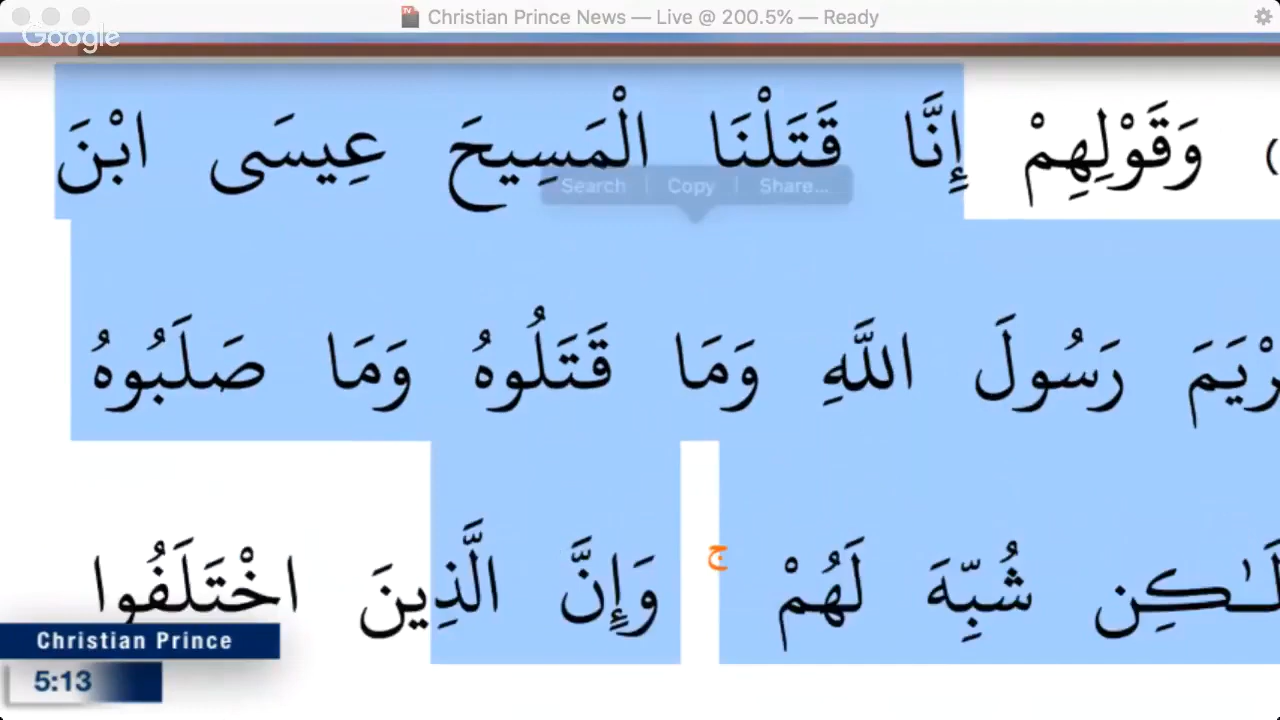 Christian Prince News — Live @ 200.5% — Ready
Google
) وَقَوْلِهِمْ إِنَّا قَتَلْنَا الْمَسِيحَ عِيسَى ابْنَ
Search Copy Share...
رْيَمَ رَسُولَ اللَّهِ وَمَا قَتَلُوهُ وَمَا صَلَبُوهُ
لَـٰكِن شُبِّهَ لَهُمْ ج وَإِنَّ الَّذِينَ اخْتَلَفُوا
Christian Prince
5:13